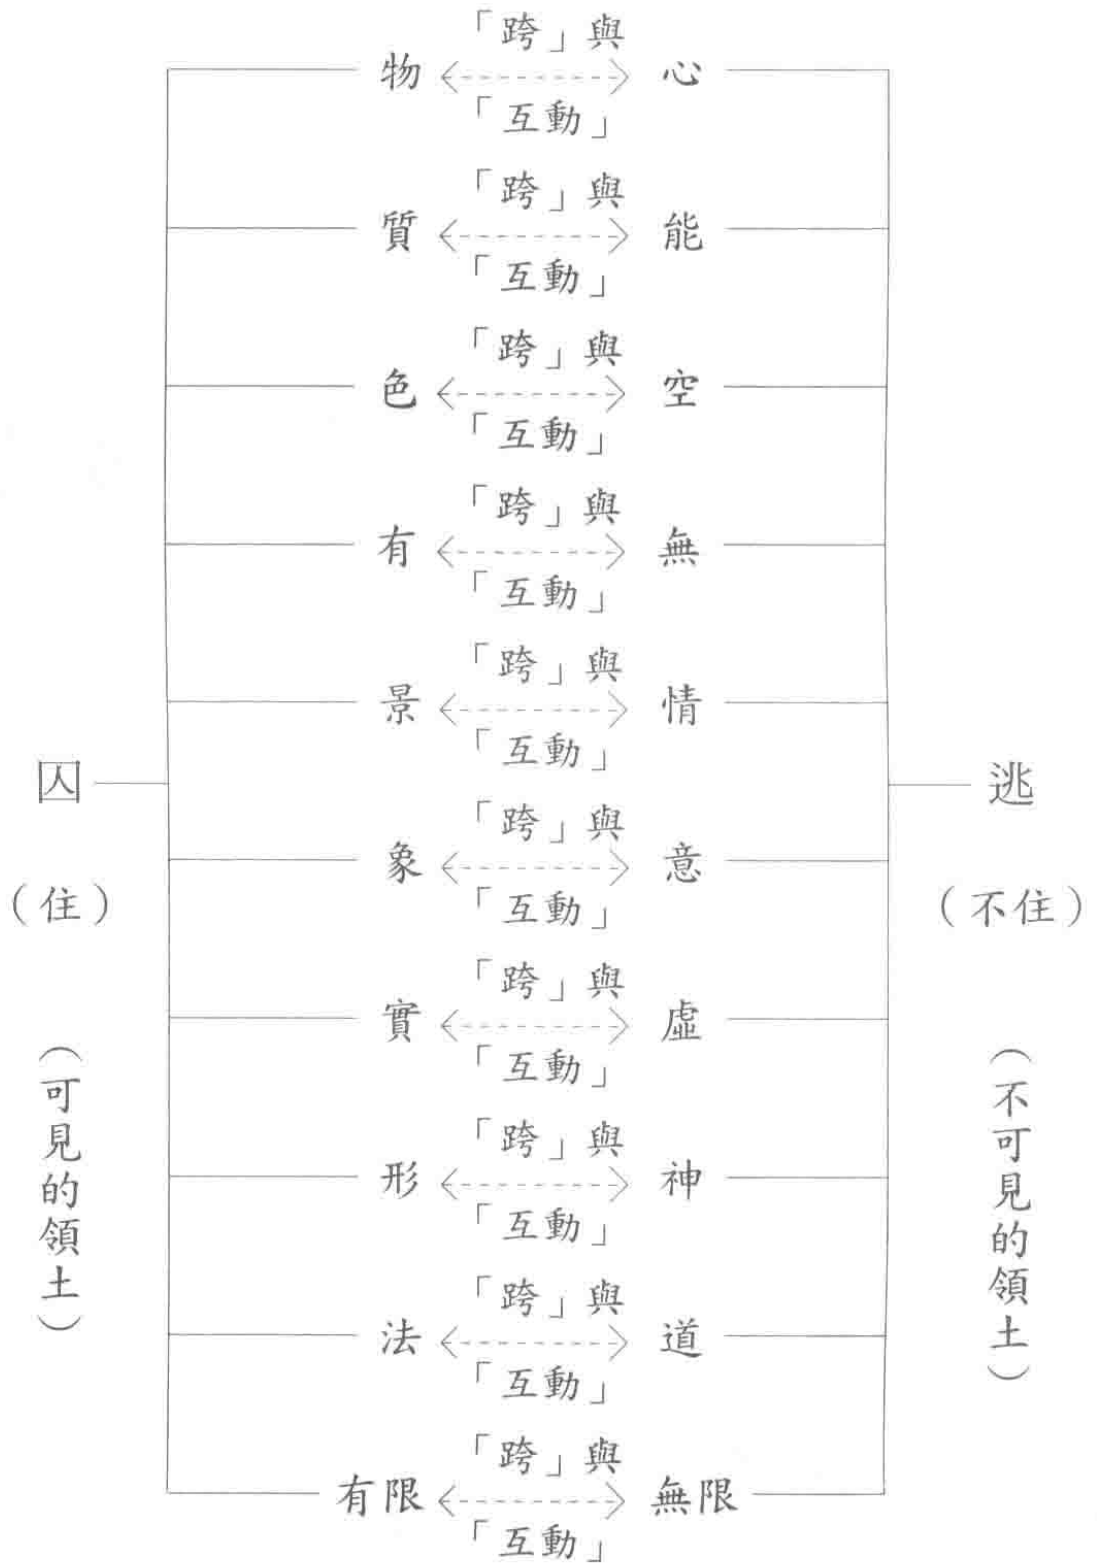 「跨」與
物 心
「互動」
「跨」與
質 能
「互動」
「跨」與
色 空
「互動」
「跨」與
有 無
「互動」
「跨」與
景 情
「互動」
囚 逃
「跨」與
象 意
「互動」
（住） （不住）
「跨」與
實 虛
「互動」
「跨」與
形 神
「互動」
「跨」與
法 道
「互動」
「跨」與
有限 無限
「互動」
（可見的領土）
（不可見的領土）